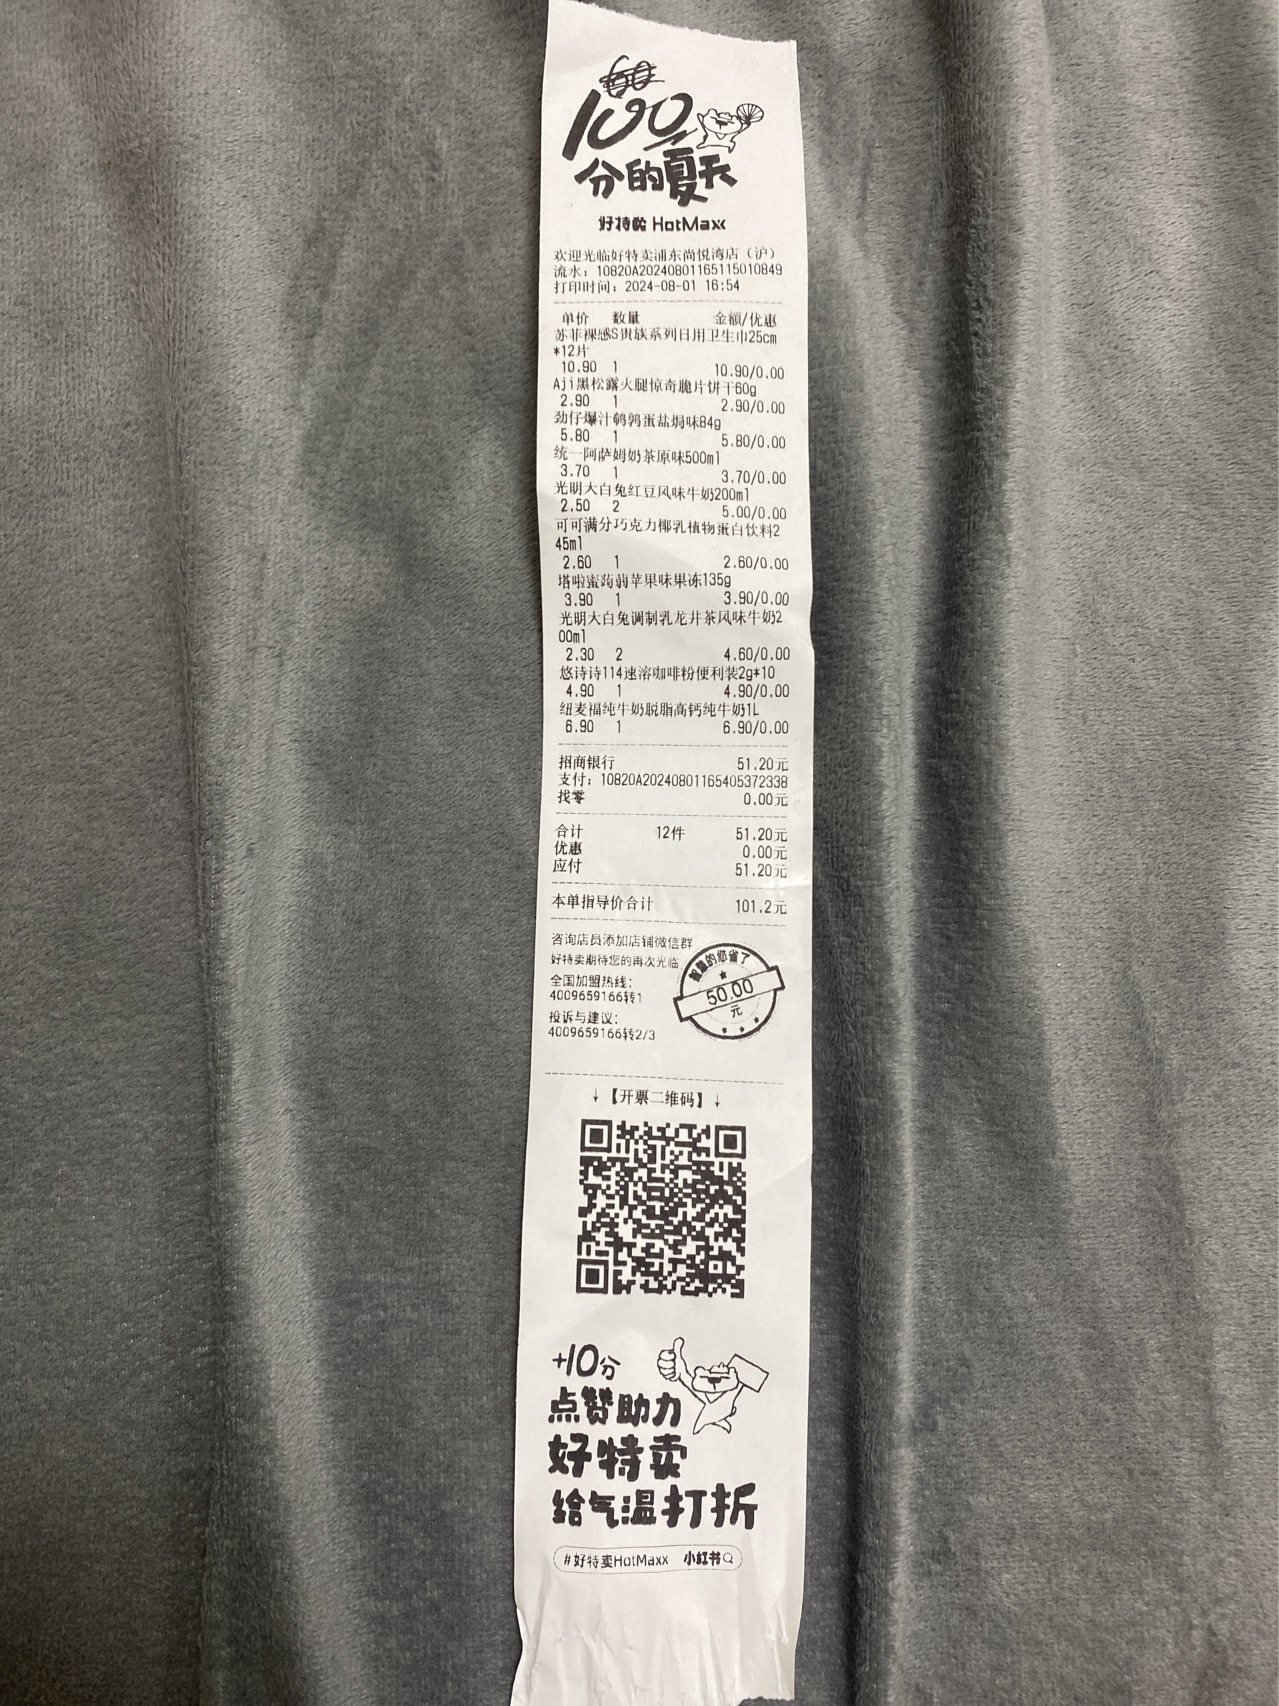 60
100
分的夏天
好特卖 HotMaxx
欢迎光临好特卖浦东尚悦湾店（沪）
流水：10820A20240801165115010849
打印时间：2024-08-01 16:54
单价 数量 金额/优惠
苏菲裸感S贵族系列日用卫生巾25cm
*12片
10.90 1 10.90/0.00
Aji黑松露火腿惊奇脆片饼干60g
2.90 1 2.90/0.00
劲仔爆汁鹌鹑蛋盐焗味84g
5.80 1 5.80/0.00
统一阿萨姆奶茶原味500ml
3.70 1 3.70/0.00
光明大白兔红豆风味牛奶200ml
2.50 2 5.00/0.00
可可满分巧克力椰乳植物蛋白饮料2
45ml
2.60 1 2.60/0.00
塔啦蜜蒟蒻苹果味果冻135g
3.90 1 3.90/0.00
光明大白兔调制乳龙井茶风味牛奶2
00ml
2.30 2 4.60/0.00
悠诗诗114速溶咖啡粉便利装2g*10
4.90 1 4.90/0.00
纽麦福纯牛奶脱脂高钙纯牛奶1L
6.90 1 6.90/0.00
招商银行 51.20元
支付：10820A20240801165405372338
找零 0.00元
合计 12件 51.20元
优惠 0.00元
应付 51.20元
本单指导价合计 101.2元
咨询店员添加店铺微信群
好特卖期待您的再次光临
全国加盟热线：
4009659166转1
投诉与建议：
4009659166转2/3
智慧的您省了
50.00
元
↓【开票二维码】↓
+10分
点赞助力
好特卖
给气温打折
#好特卖HotMaxx 小红书